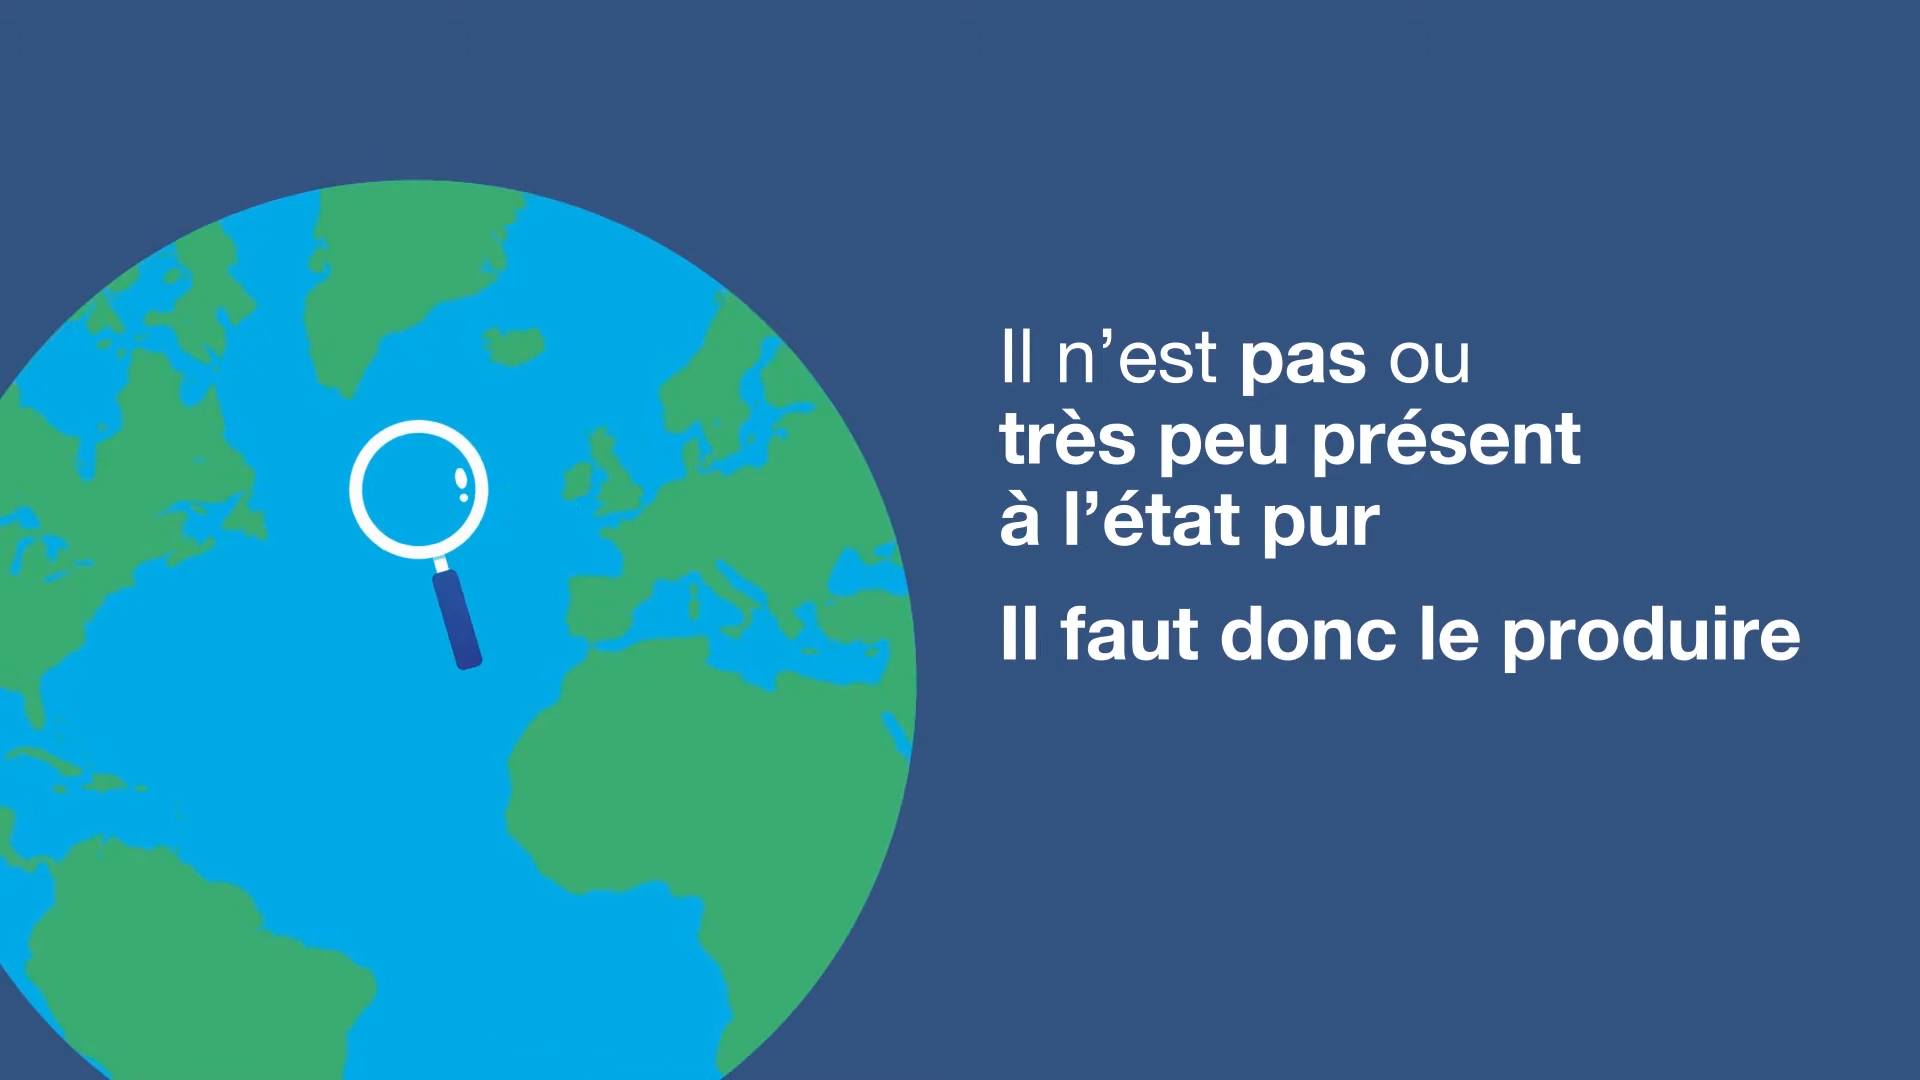 Il n’est pas ou
très peu présent
à l’état pur
Il faut donc le produire